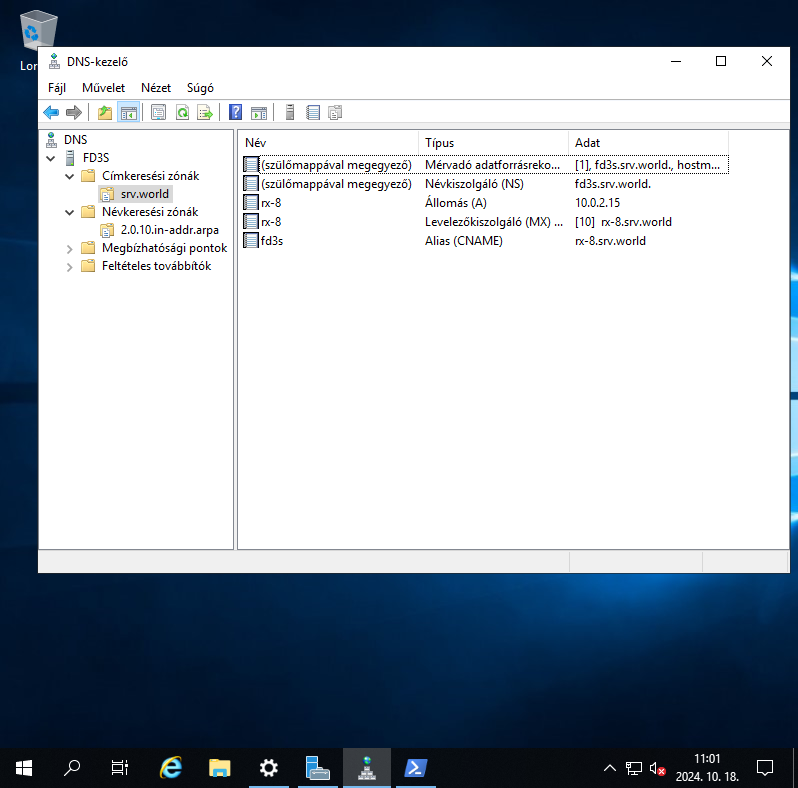 Lor
DNS-kezelő
Fájl Művelet Nézet Súgó
DNS
FD3S
Címkeresési zónák
srv.world
Névkeresési zónák
2.0.10.in-addr.arpa
Megbízhatósági pontok
Feltételes továbbítók
Név Típus Adat
(szülőmappával megegyező) Mérvadó adatforrásreko... [1], fd3s.srv.world., hostm...
(szülőmappával megegyező) Névkiszolgáló (NS) fd3s.srv.world.
rx-8 Állomás (A) 10.0.2.15
rx-8 Levelezőkiszolgáló (MX) ... [10] rx-8.srv.world
fd3s Alias (CNAME) rx-8.srv.world
11:01
2024. 10. 18.